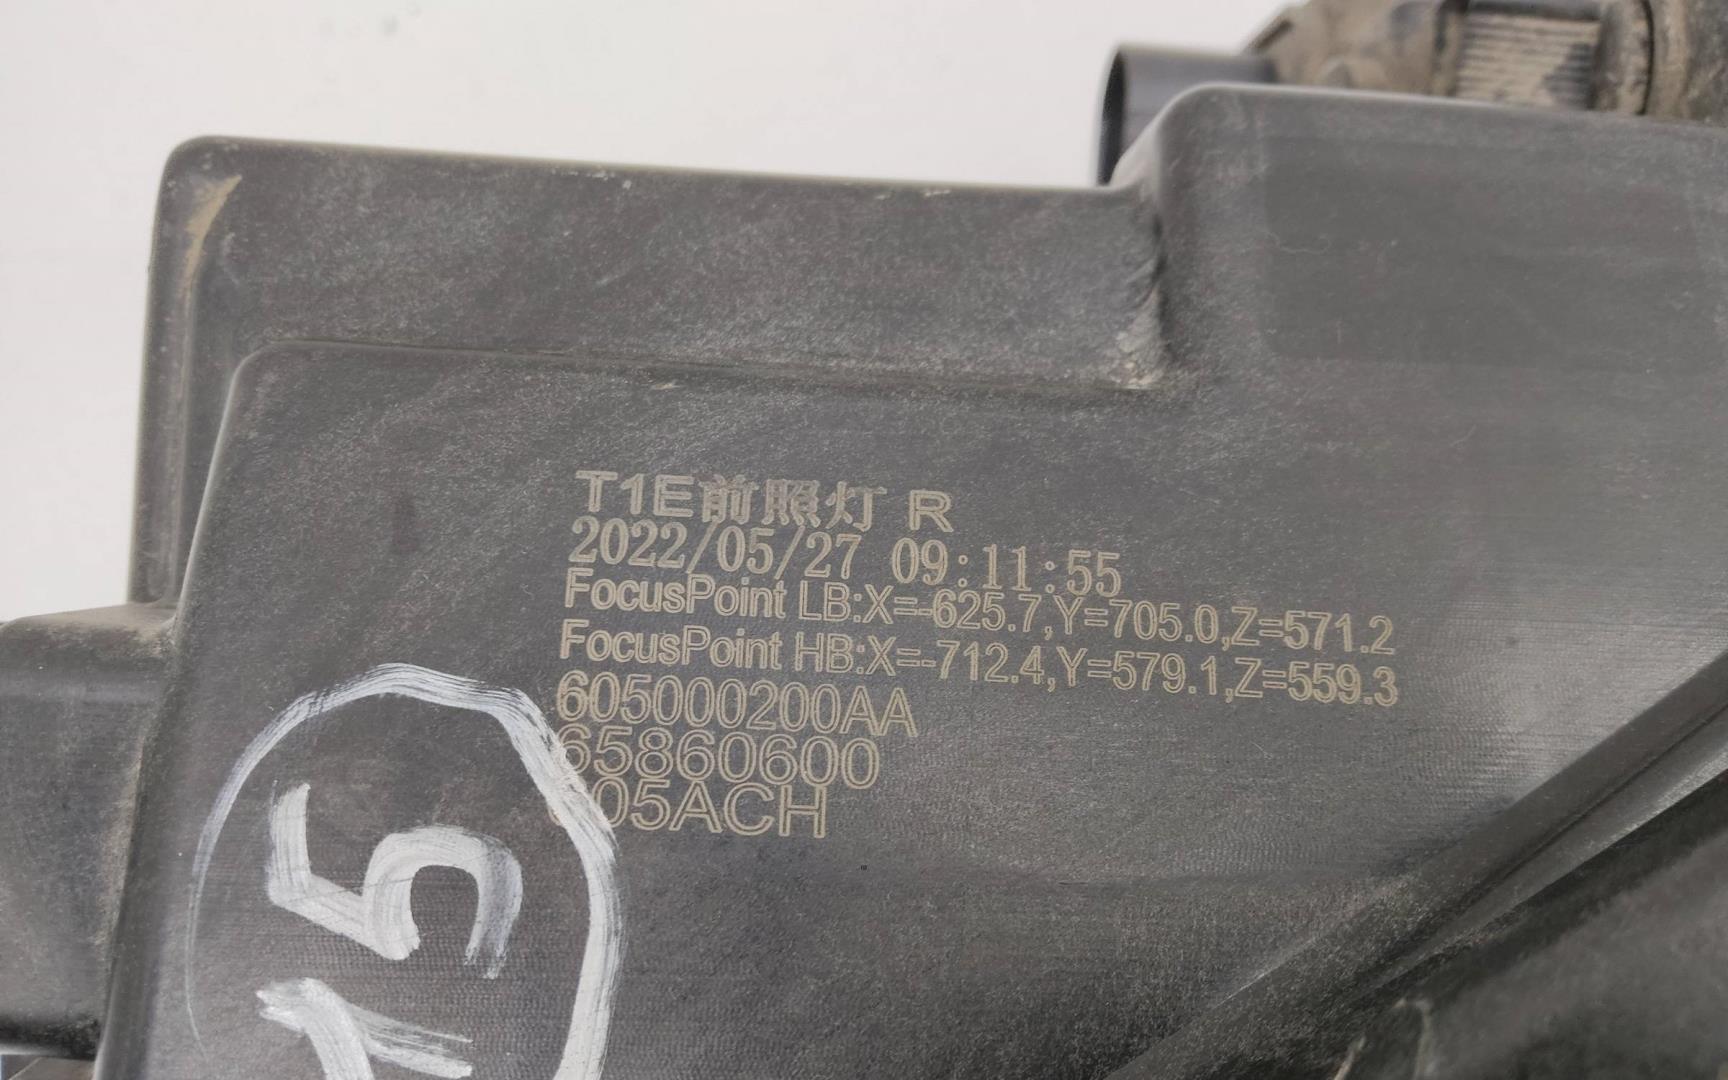 T1E前照灯 R
2022/05/27 09:11:55
FocusPoint LB:X=-625.7,Y=705.0,Z=571.2
FocusPoint HB:X=-712.4,Y=579.1,Z=559.3
605000200AA
65860600
05ACH